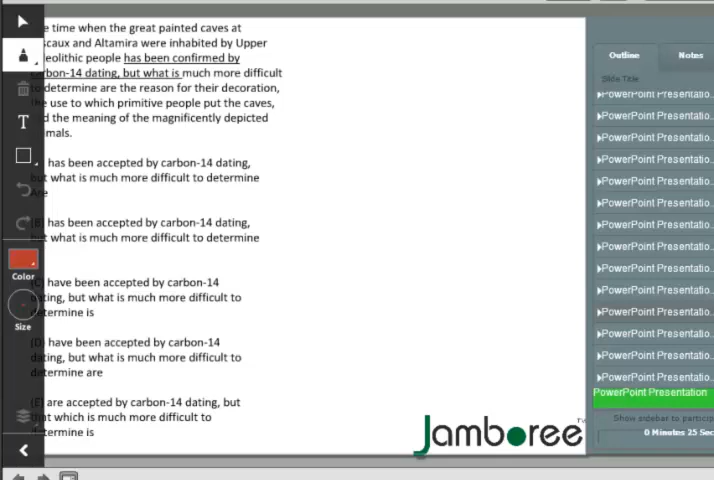 e time when the great painted caves at
scaux and Altamira were inhabited by Upper
eolithic people has been confirmed by
carbon-14 dating, but what is much more difficult
to determine are the reason for their decoration,
the use to which primitive people put the caves,
d the meaning of the magnificently depicted
mals.
has been accepted by carbon-14 dating,
but what is much more difficult to determine
Are
(B) has been accepted by carbon-14 dating,
but what is much more difficult to determine
(C) have been accepted by carbon-14
dating, but what is much more difficult to
determine is
(D) have been accepted by carbon-14
dating, but what is much more difficult to
determine are
(E) are accepted by carbon-14 dating, but
that which is much more difficult to
determine is
T
Color
Size
Jamboree
TM
Outline
Notes
Slide Title
PowerPoint Presentatio..
PowerPoint Presentatio..
PowerPoint Presentatio..
PowerPoint Presentatio..
PowerPoint Presentatio..
PowerPoint Presentatio..
PowerPoint Presentatio..
PowerPoint Presentatio..
PowerPoint Presentatio..
PowerPoint Presentatio..
PowerPoint Presentatio..
PowerPoint Presentatio..
PowerPoint Presentatio..
PowerPoint Presentatio..
PowerPoint Presentation
Show sidebar to particip
0 Minutes 25 Sec